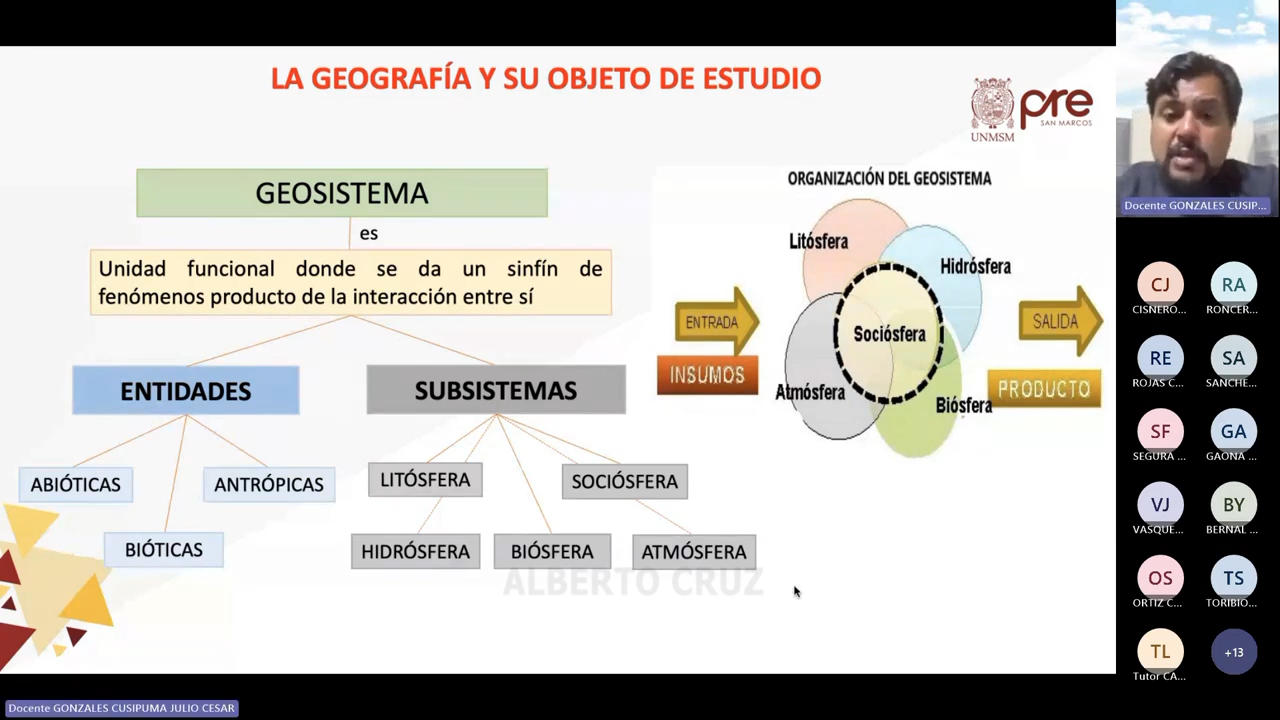 LA GEOGRAFÍA Y SU OBJETO DE ESTUDIO
UNMSM
pre
SAN MARCOS
GEOSISTEMA
es
Unidad funcional donde se da un sinfín de
fenómenos producto de la interacción entre sí
ENTIDADES
SUBSISTEMAS
ABIÓTICAS
ANTRÓPICAS
BIÓTICAS
LITÓSFERA
SOCIÓSFERA
HIDRÓSFERA
BIÓSFERA
ATMÓSFERA
ALBERTO CRUZ
ORGANIZACIÓN DEL GEOSISTEMA
Litósfera
Hidrósfera
ENTRADA
Sociósfera
SALIDA
INSUMOS
Atmósfera
Biósfera
PRODUCTO
Docente GONZALES CUSIP...
CJ
CISNERO...
RA
RONCER...
RE
ROJAS C...
SA
SANCHE...
SF
SEGURA ...
GA
GAONA ...
VJ
VASQUE...
BY
BERNAL ...
OS
ORTIZ C...
TS
TORIBIO...
TL
Tutor CA...
+13
Docente GONZALES CUSIPUMA JULIO CESAR